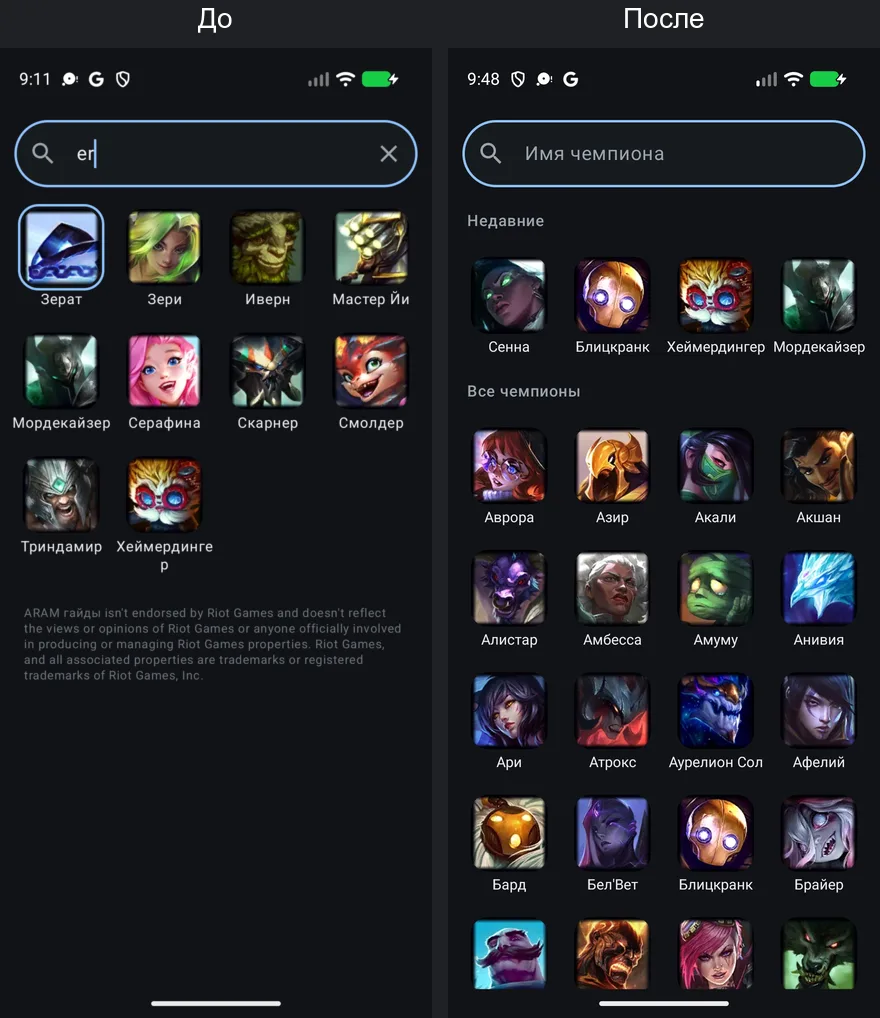 До
После
9:11
er
Зерат
Зери
Иверн
Мастер Йи
Мордекайзер
Серафина
Скарнер
Смолдер
Триндамир
Хеймердинге
р
ARAM гайды isn't endorsed by Riot Games and doesn't reflect
the views or opinions of Riot Games or anyone officially involved
in producing or managing Riot Games properties. Riot Games,
and all associated properties are trademarks or registered
trademarks of Riot Games, Inc.
9:48
Имя чемпиона
Недавние
Сенна
Блицкранк
Хеймердингер
Мордекайзер
Все чемпионы
Аврора
Азир
Акали
Акшан
Алистар
Амбесса
Амуму
Анивия
Ари
Атрокс
Аурелион Сол
Афелий
Бард
Бел'Вет
Блицкранк
Брайер